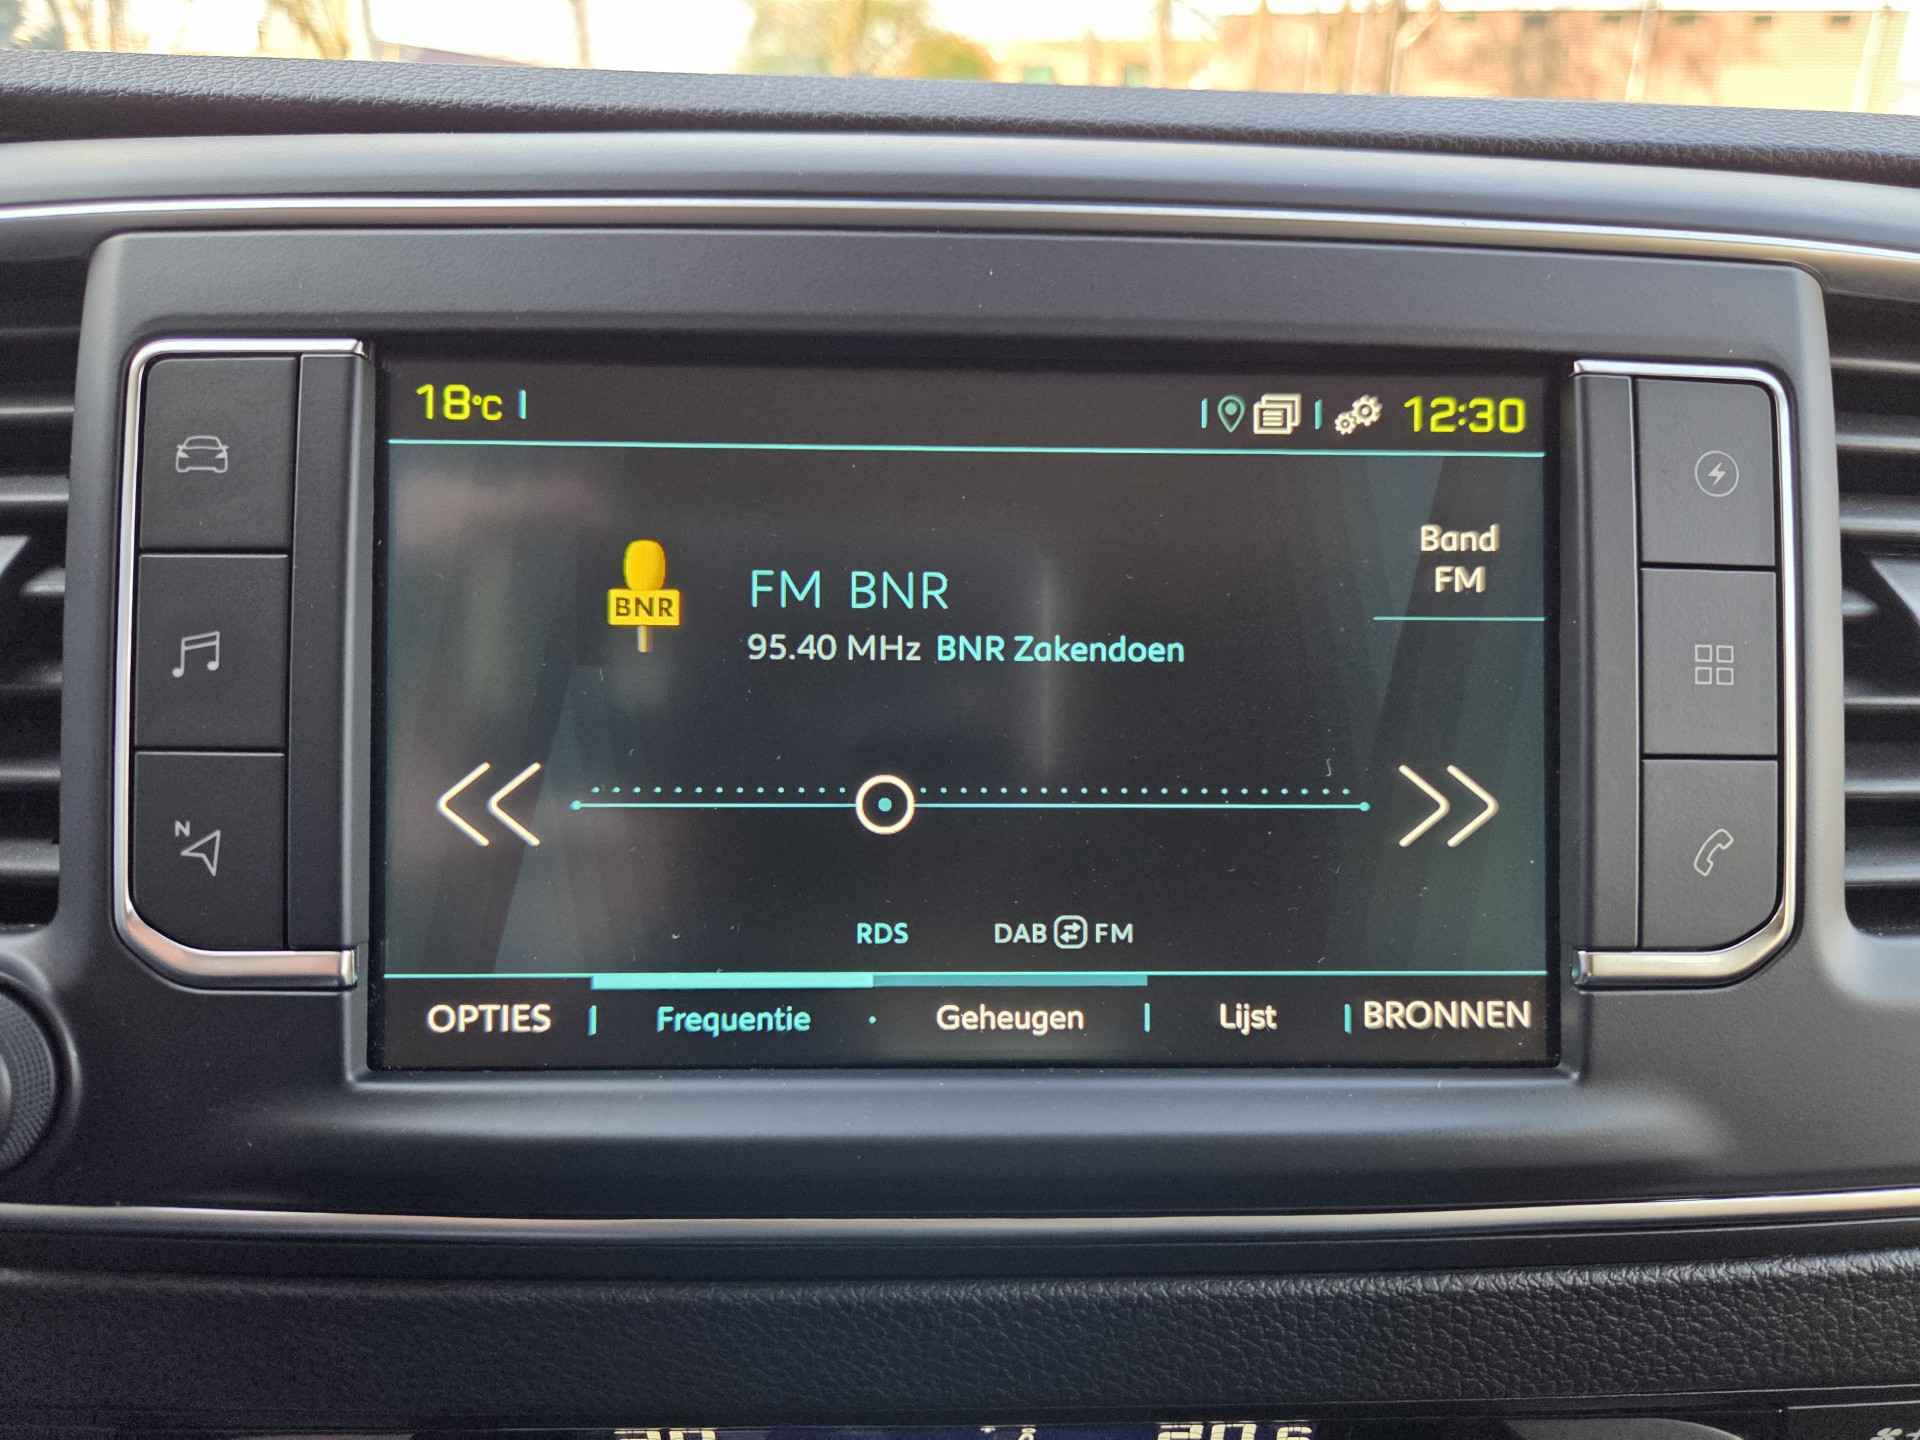 18°C
12:30
Band
FM
BNR
FM BNR
95.40 MHz BNR Zakendoen
N
RDS DAB FM
OPTIES Frequentie · Geheugen Lijst BRONNEN